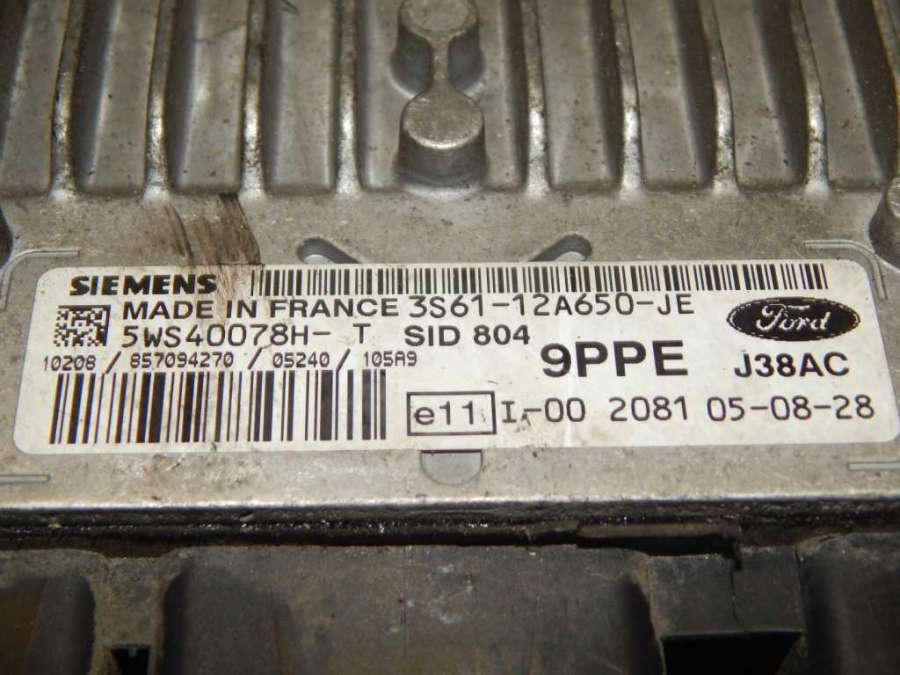 SIEMENS
MADE IN FRANCE 3S61-12A650-JE
Ford
5WS40078H- T SID 804
10208 / 857094270 / 05240 / 105A9
9PPE J38AC
e11 I-00 2081 05-08-28